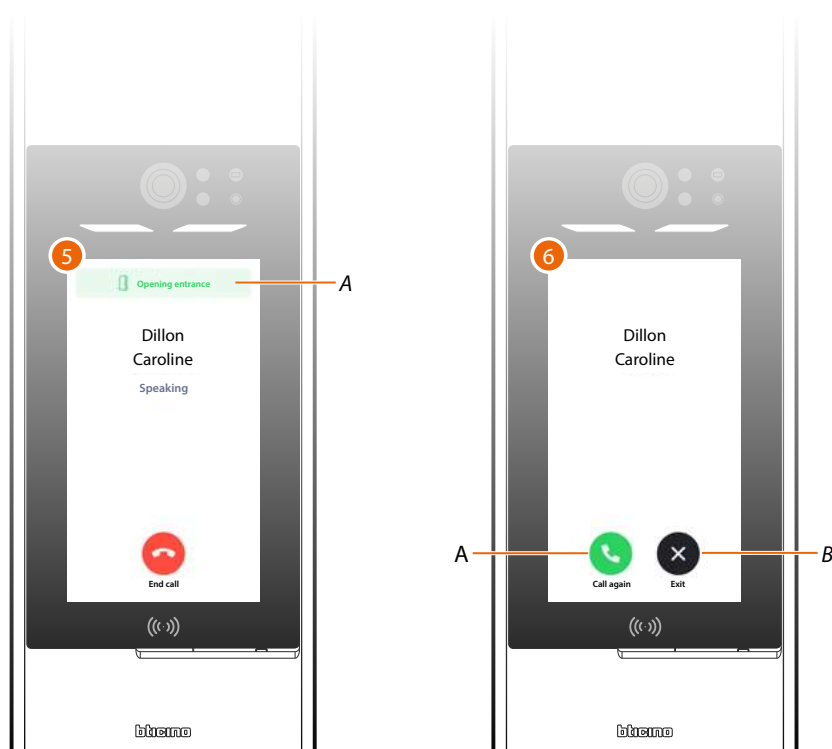 5
Opening entrance
A
Dillon
Caroline
Speaking
End call
bticino
6
Dillon
Caroline
A
B
Call again
Exit
bticino